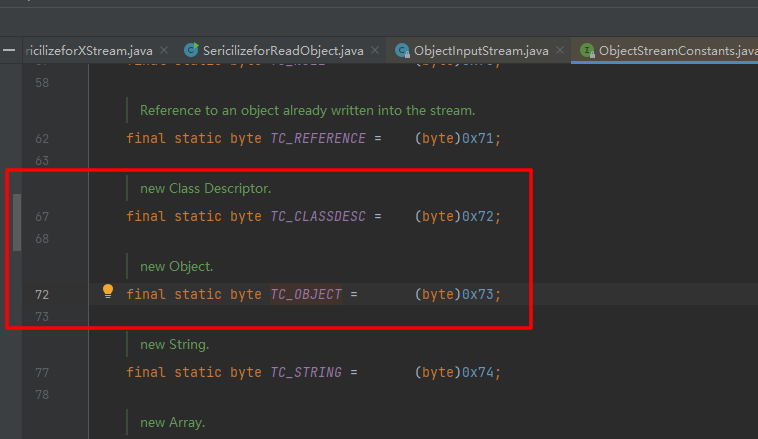 ricilizeforXStream.java SericilizeforReadObject.java ObjectInputStream.java ObjectStreamConstants.java
58
Reference to an object already written into the stream.
62 final static byte TC_REFERENCE = (byte)0x71;
63
new Class Descriptor.
67 final static byte TC_CLASSDESC = (byte)0x72;
68
new Object.
72 final static byte TC_OBJECT = (byte)0x73;
73
new String.
77 final static byte TC_STRING = (byte)0x74;
78
new Array.